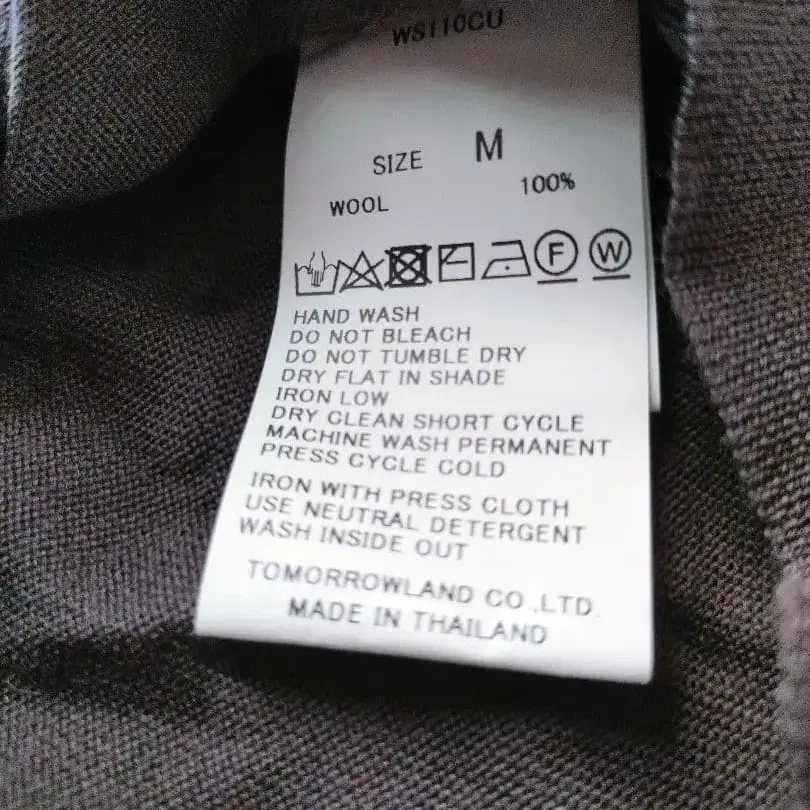 WS110CU
SIZE M
WOOL 100%
F W
HAND WASH
DO NOT BLEACH
DO NOT TUMBLE DRY
DRY FLAT IN SHADE
IRON LOW
DRY CLEAN SHORT CYCLE
MACHINE WASH PERMANENT
PRESS CYCLE COLD
IRON WITH PRESS CLOTH
USE NEUTRAL DETERGENT
WASH INSIDE OUT
TOMORROWLAND CO.,LTD.
MADE IN THAILAND